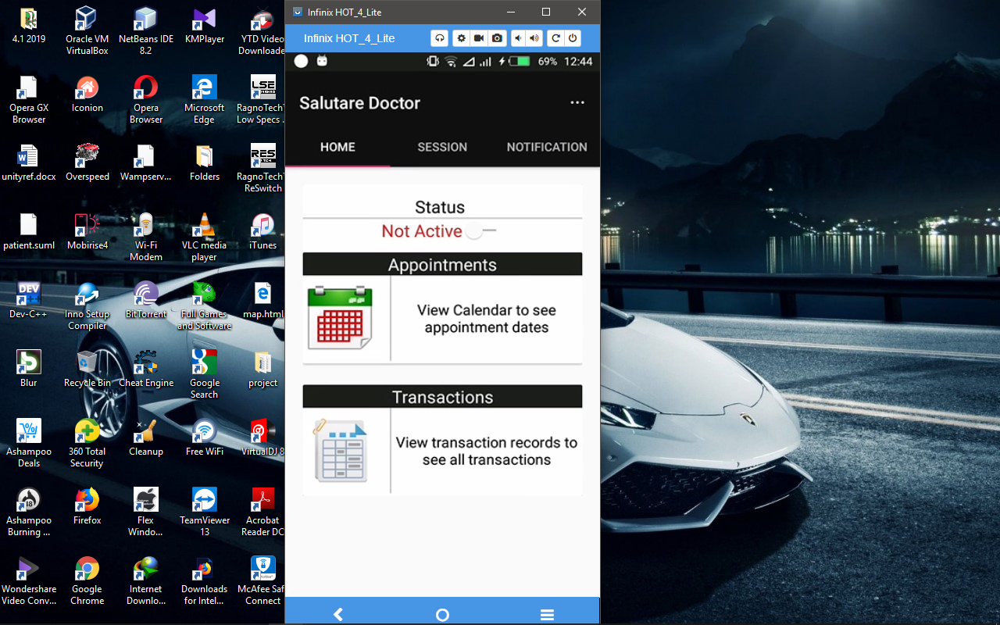 4.1 2019
Oracle VM
VirtualBox
NetBeans IDE
8.2
KMPlayer
YTD Video
Downloade
Opera GX
Browser
Iconion
Opera
Browser
Microsoft
Edge
LSE
RagnoTech
Low Specs .
unityref.docx
Overspeed
Wampserv...
Folders
RES
TECH
RagnoTech
ReSwitch
patient.suml
Mobirise4
Wi-Fi
Modem
VLC media
player
iTunes
DEV
Dev-C++
Inno Setup
Compiler
BitTorrent
Full Games
and Software
map.html
Blur
Recycle Bin
Cheat Engine
Google
Search
project
Ashampoo
Deals
360 Total
Security
Cleanup
Free WiFi
VirtualDJ 8
18
Ashampoo
Burning ...
Firefox
Flex
Windo...
TeamViewer
13
Acrobat
Reader DC
Wondershare
Video Conv...
Google
Chrome
Internet
Downlo...
Downloads
for Intel...
McAfee Saf
Connect
Infinix HOT_4_Lite
Infinix HOT_4_Lite
69% 12:44
Salutare Doctor
HOME SESSION NOTIFICATION
Status
Not Active
Appointments
View Calendar to see
appointment dates
Transactions
View transaction records to
see all transactions